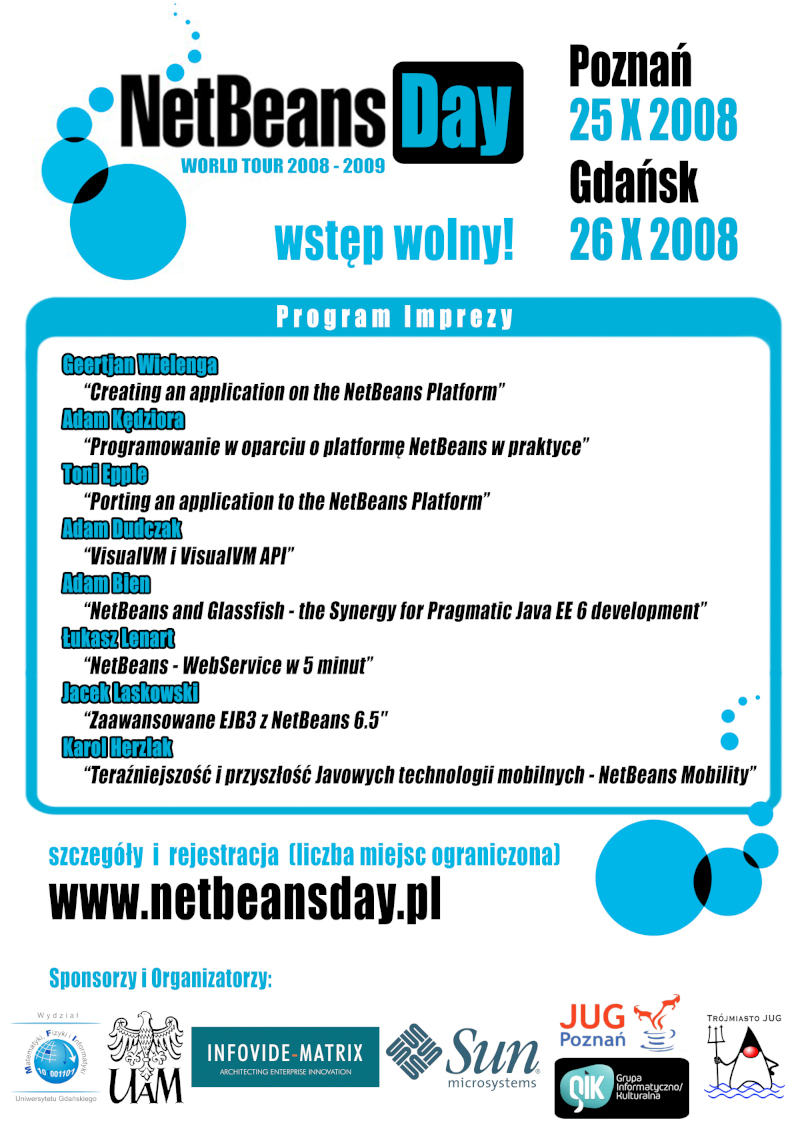 NetBeans Day
WORLD TOUR 2008 - 2009
Poznań
25 X 2008
Gdańsk
26 X 2008
wstęp wolny!
Program Imprezy
Geertjan Wielenga
“Creating an application on the NetBeans Platform”
Adam Kędziora
“Programowanie w oparciu o platformę NetBeans w praktyce”
Toni Epple
“Porting an application to the NetBeans Platform”
Adam Dudczak
“VisualVM i VisualVM API”
Adam Bien
“NetBeans and Glassfish - the Synergy for Pragmatic Java EE 6 development”
Łukasz Lenart
“NetBeans - WebService w 5 minut”
Jacek Laskowski
“Zaawansowane EJB3 z NetBeans 6.5"
Karol Herzlak
“Teraźniejszość i przyszłość Javowych technologii mobilnych - NetBeans Mobility”
szczegóły i rejestracja (liczba miejsc ograniczona)
www.netbeansday.pl
Sponsorzy i Organizatorzy:
Wydział
Matematyki, Fizyki i Informatyki
10 001101
Uniwersytetu Gdańskiego
UAM
INFOVIDE-MATRIX
ARCHITECTING ENTERPRISE INNOVATION
Sun
microsystems
JUG
Poznań
GIK
Grupa
Informatyczno/
Kulturalna
TRÓJMIASTO JUG